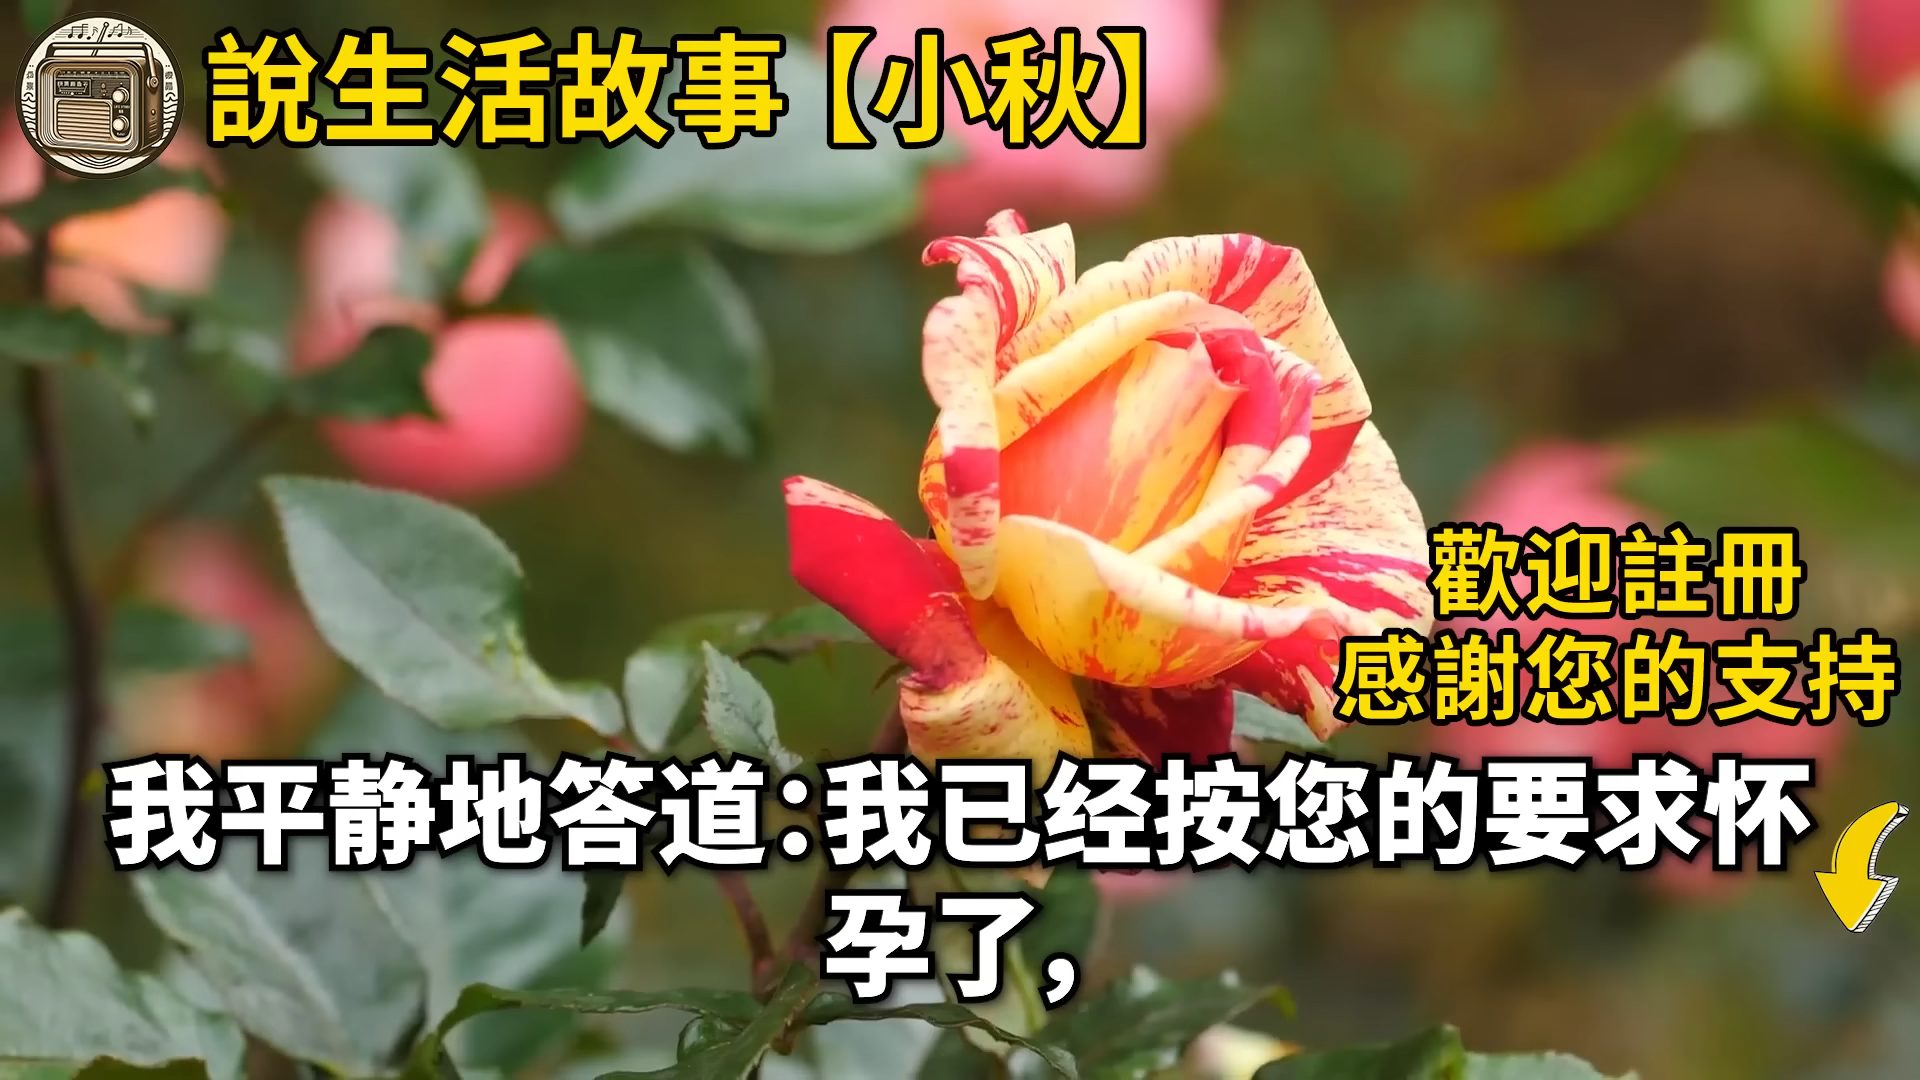 說生活故事【小秋】
歡迎註冊
感謝您的支持
我平静地答道：我已经按您的要求怀
孕了，